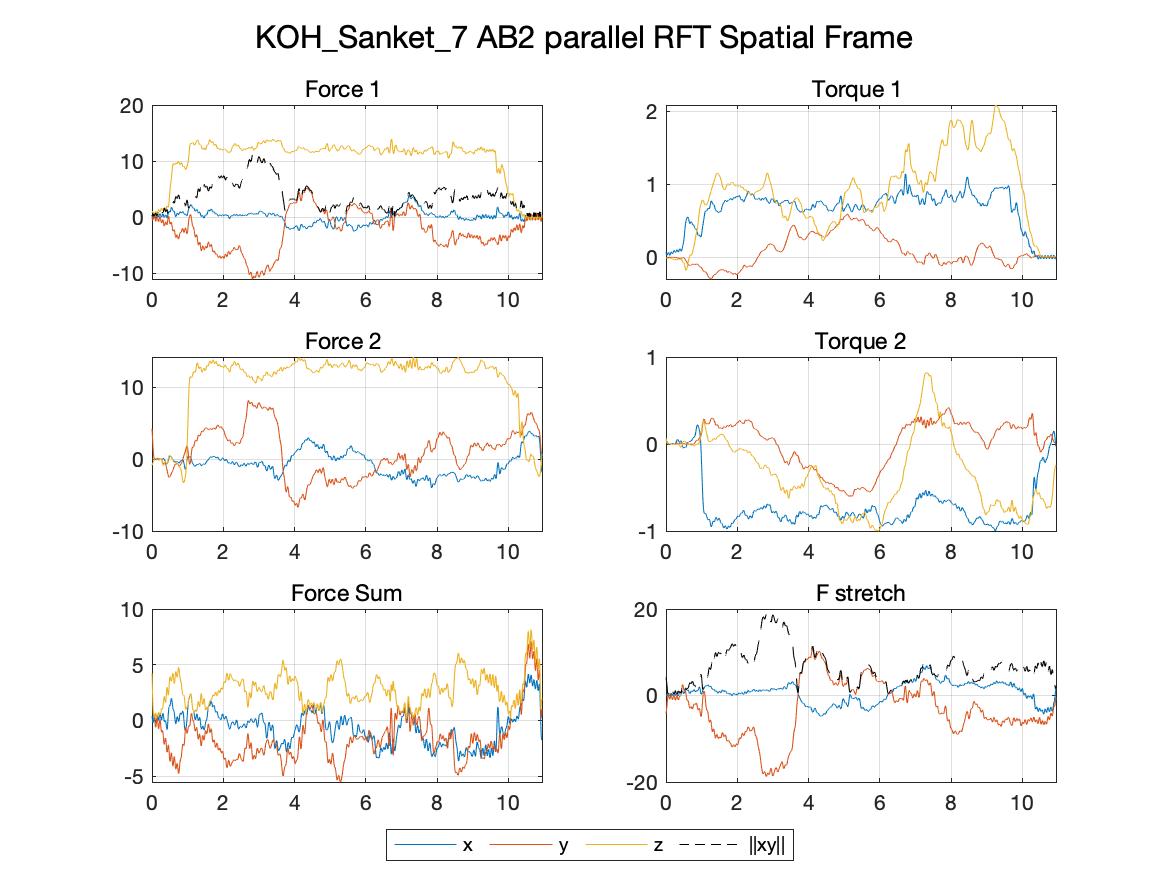 KOH_Sanket_7 AB2 parallel RFT Spatial Frame
Force 1
20
10
0
-10
0 2 4 6 8 10
Torque 1
2
1
0
0 2 4 6 8 10
Force 2
10
0
-10
0 2 4 6 8 10
Torque 2
1
0
-1
0 2 4 6 8 10
Force Sum
10
5
0
-5
0 2 4 6 8 10
F stretch
20
0
-20
0 2 4 6 8 10
x y z ||xy||